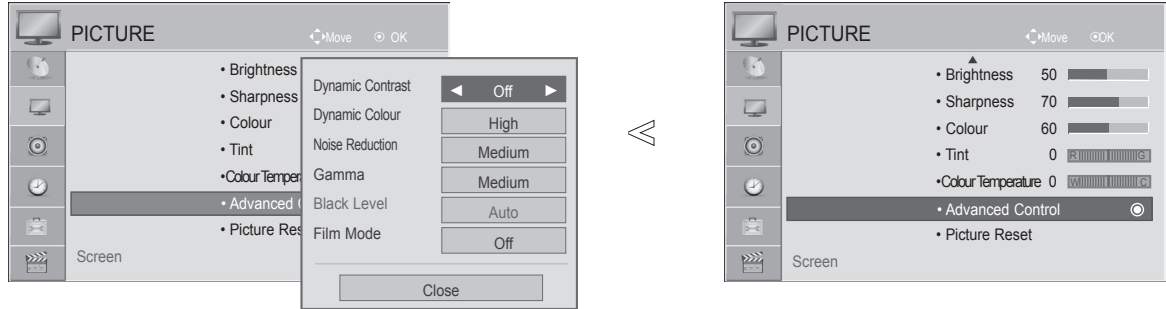 PICTURE
Move OK
• Brightness
• Sharpness
• Colour
• Tint
•Colour Temper
• Advanced
• Picture Res
Screen
Dynamic Contrast ◄ Off ►
Dynamic Colour High
Noise Reduction Medium
Gamma Medium
Black Level Auto
Film Mode Off
Close
PICTURE
Move OK
• Brightness 50
• Sharpness 70
• Colour 60
• Tint 0 R G
•Colour Temperature 0 W C
• Advanced Control
• Picture Reset
Screen